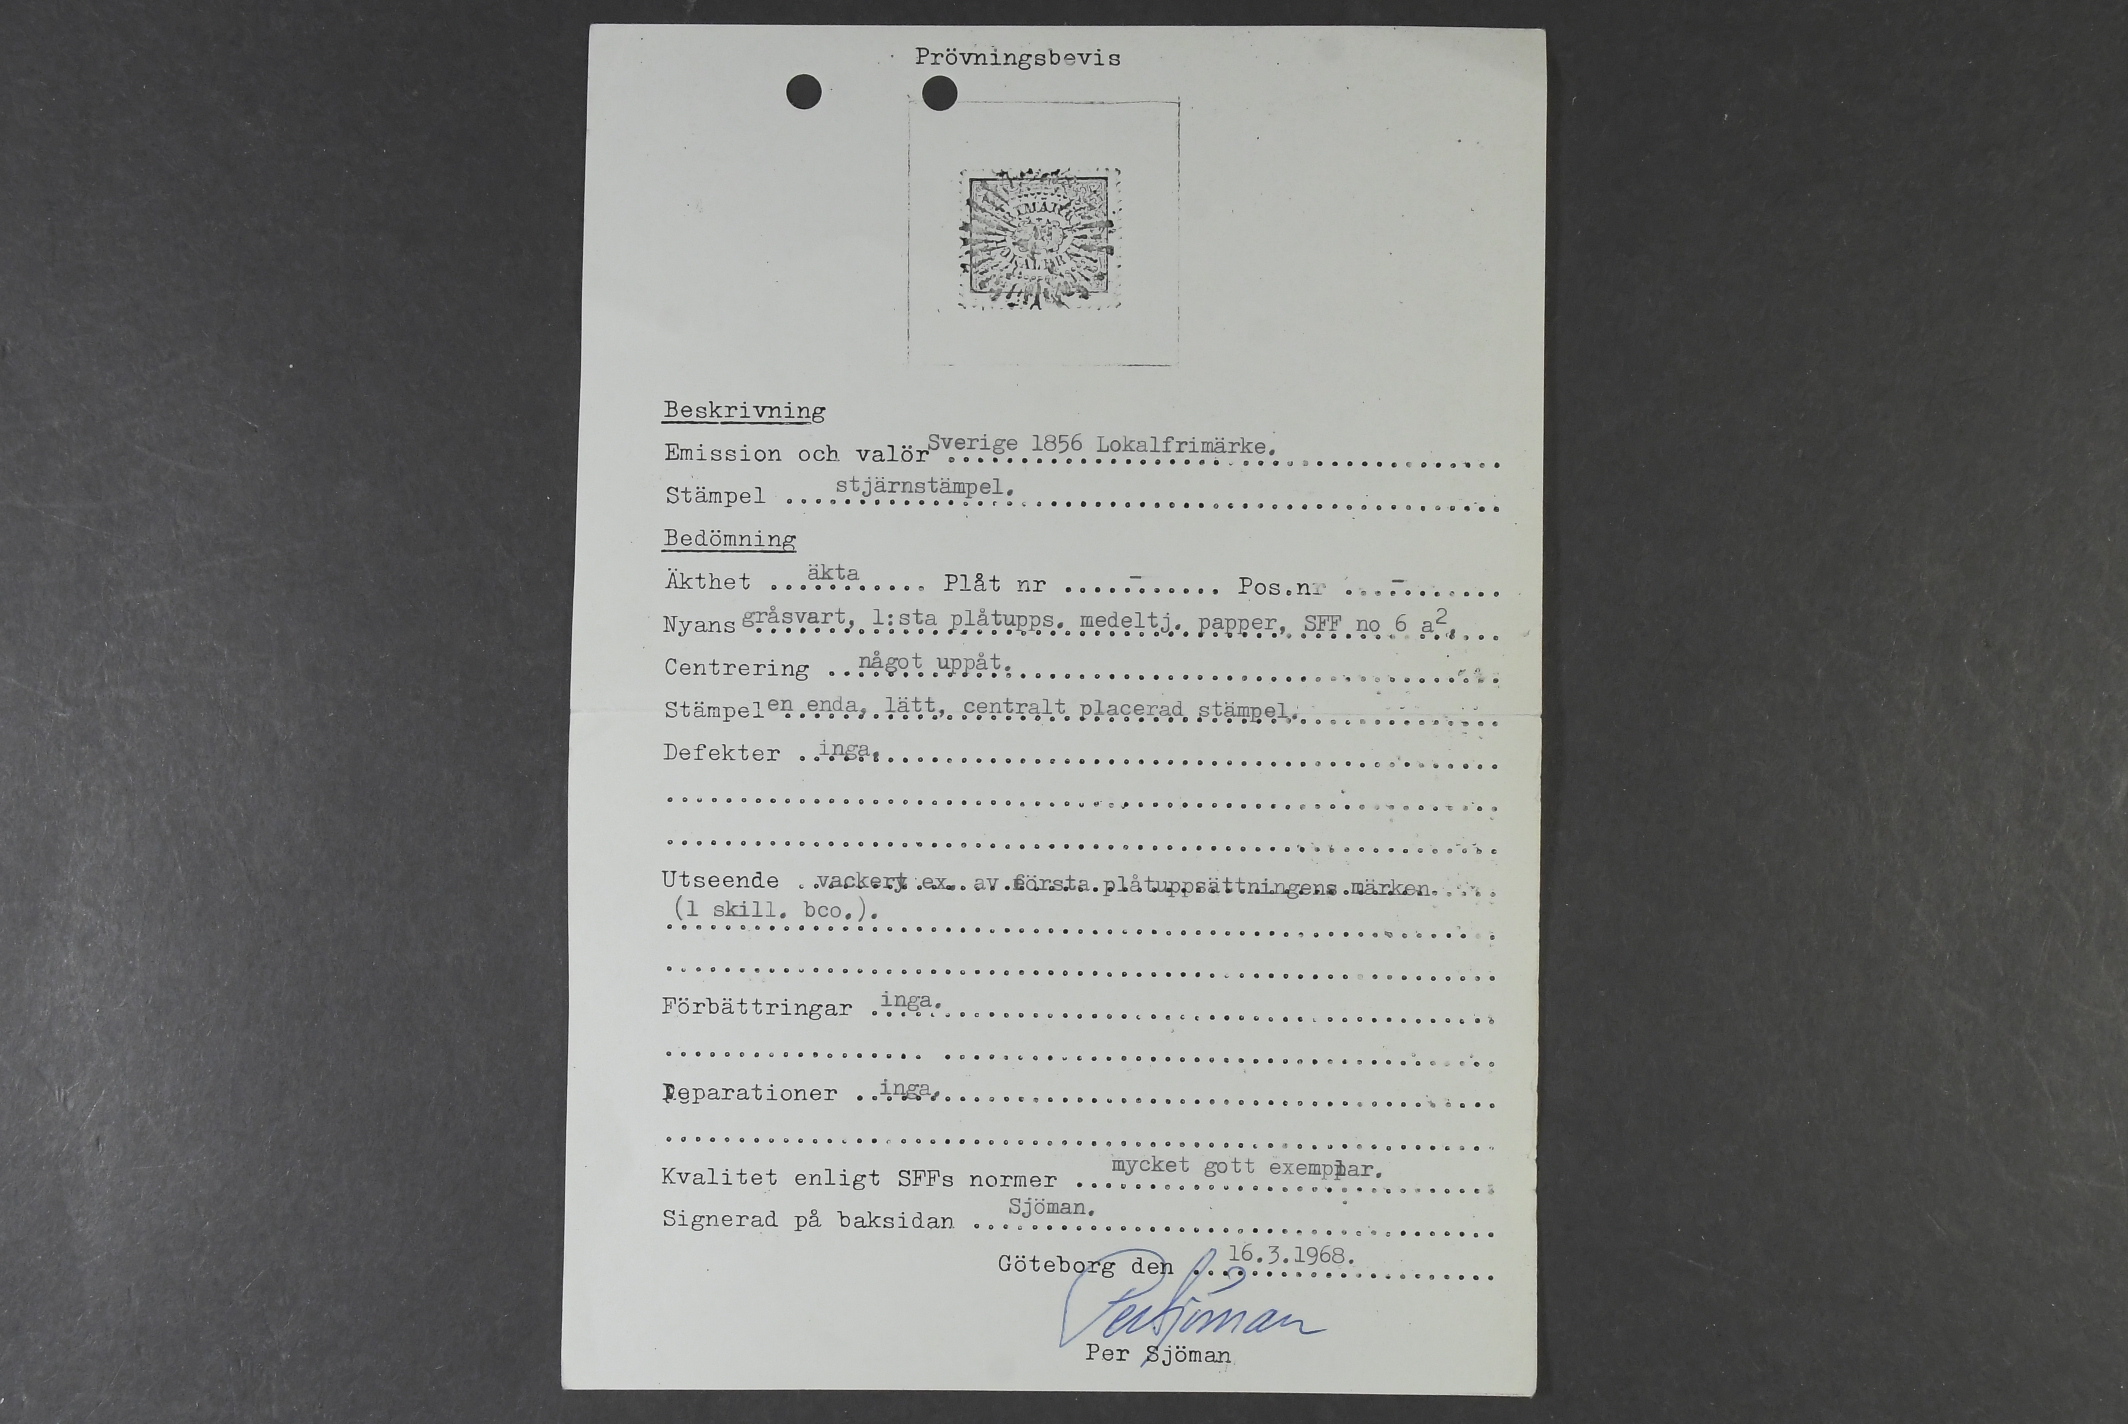 Prövningsbevis
FRIMÄRKE
LOKALBREF
Beskrivning
Emission och valör Sverige 1856 Lokalfrimärke.
Stämpel ....stjärnstämpel.
Bedömning
Äkthet ...äkta..... Plåt nr ....-...... Pos.nr ...-.......
Nyans gråsvart, 1:sta plåtupps. medeltj. papper, SFF no 6 a².
Centrering ..något uppåt.
Stämpel en enda, lätt, centralt placerad stämpel.
Defekter .inga.
Utseende .vackert ex. av första plåtuppsättningens märken.
(1 skill. bco.).
Förbättringar .inga.
Reparationer ..inga.
Kvalitet enligt SFFs normer ..mycket gott exemplar.
Signerad på baksidan ..Sjöman.
Göteborg den ..16.3.1968.
Per Sjöman
Per Sjöman